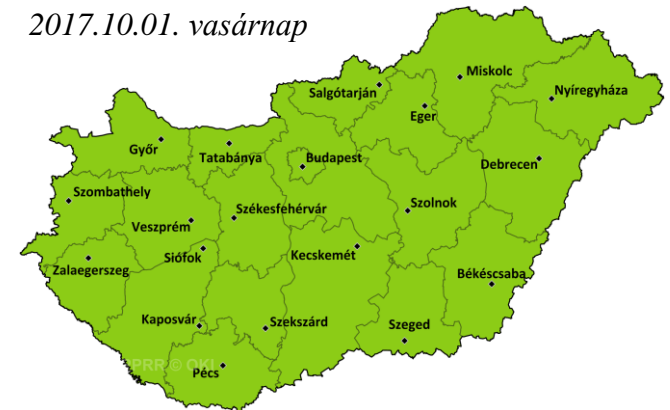 2017.10.01. vasárnap
Miskolc
Salgótarján
Nyíregyháza
Eger
Győr
Tatabánya
Budapest
Debrecen
Szombathely
Székesfehérvár
Szolnok
Veszprém
Siófok
Kecskemét
Zalaegerszeg
Békéscsaba
Kaposvár
Szekszárd
Szeged
© OKI
Pécs